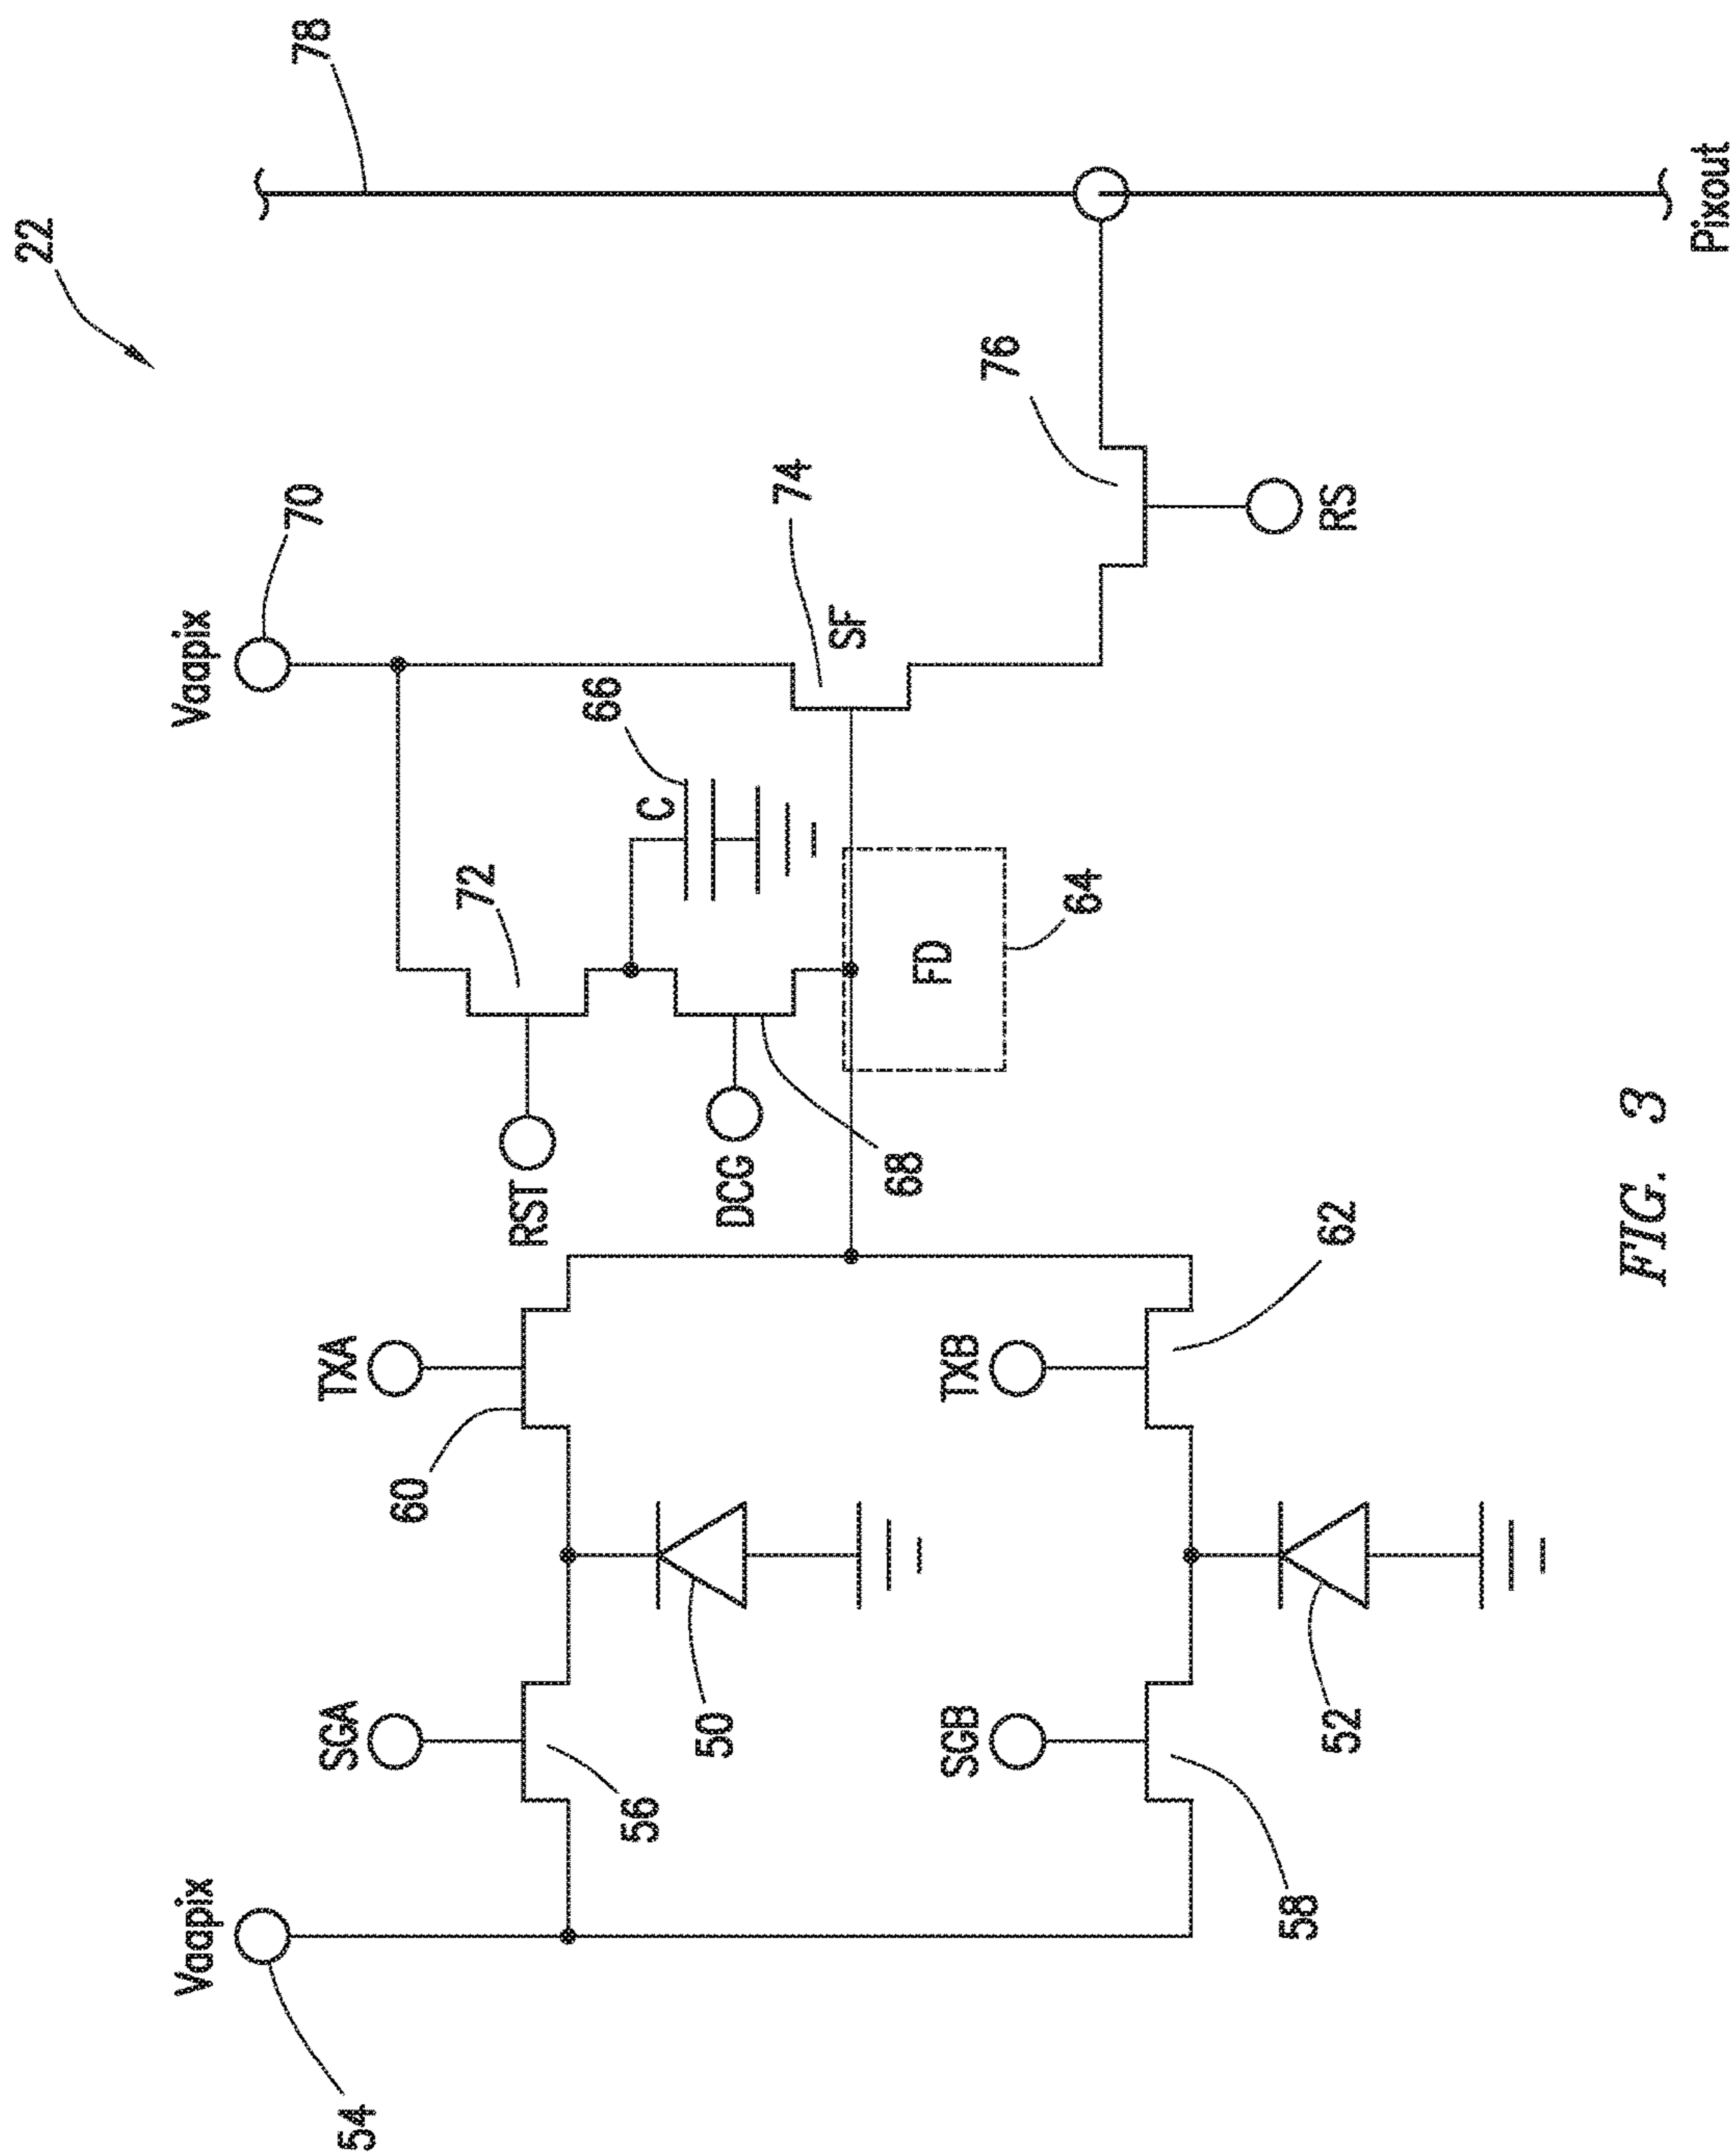 22
78
Vaapix
70
Vaapix
54
72
RST
C
66
74
SF
TXA
60
SGA
56
DCG
68
FD
64
76
RS
50
TXB
62
SGB
58
52
Pixout
FIG. 3